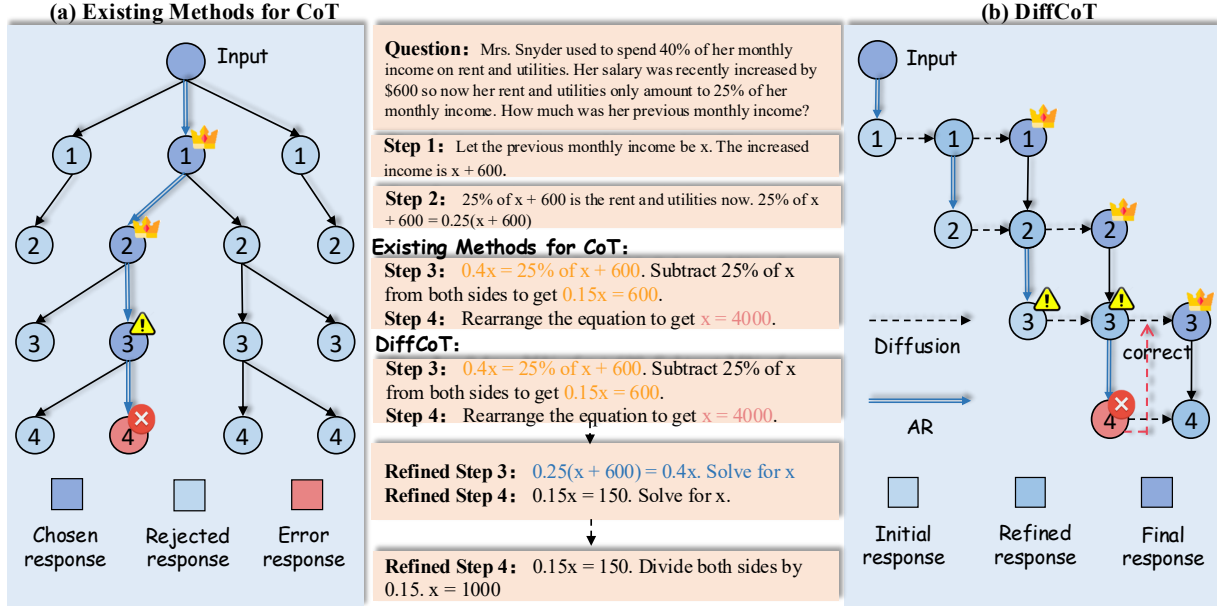 (a) Existing Methods for CoT
Input
1
1
1
2
2
2
2
3
3
3
3
4
4
4
4
Chosen
response
Rejected
response
Error
response
Question： Mrs. Snyder used to spend 40% of her monthly
income on rent and utilities. Her salary was recently increased by
$600 so now her rent and utilities only amount to 25% of her
monthly income. How much was her previous monthly income?
Step 1： Let the previous monthly income be x. The increased
income is x + 600.
Step 2： 25% of x + 600 is the rent and utilities now. 25% of x
+ 600 = 0.25(x + 600)
Existing Methods for CoT:
Step 3： 0.4x = 25% of x + 600. Subtract 25% of x
from both sides to get 0.15x = 600.
Step 4： Rearrange the equation to get x = 4000.
DiffCoT:
Step 3： 0.4x = 25% of x + 600. Subtract 25% of x
from both sides to get 0.15x = 600.
Step 4： Rearrange the equation to get x = 4000.
Refined Step 3： 0.25(x + 600) = 0.4x. Solve for x
Refined Step 4： 0.15x = 150. Solve for x.
Refined Step 4： 0.15x = 150. Divide both sides by
0.15. x = 1000
(b) DiffCoT
Input
1
1
1
2
2
2
3
3
3
Diffusion
correct
AR
4
4
Initial
response
Refined
response
Final
response